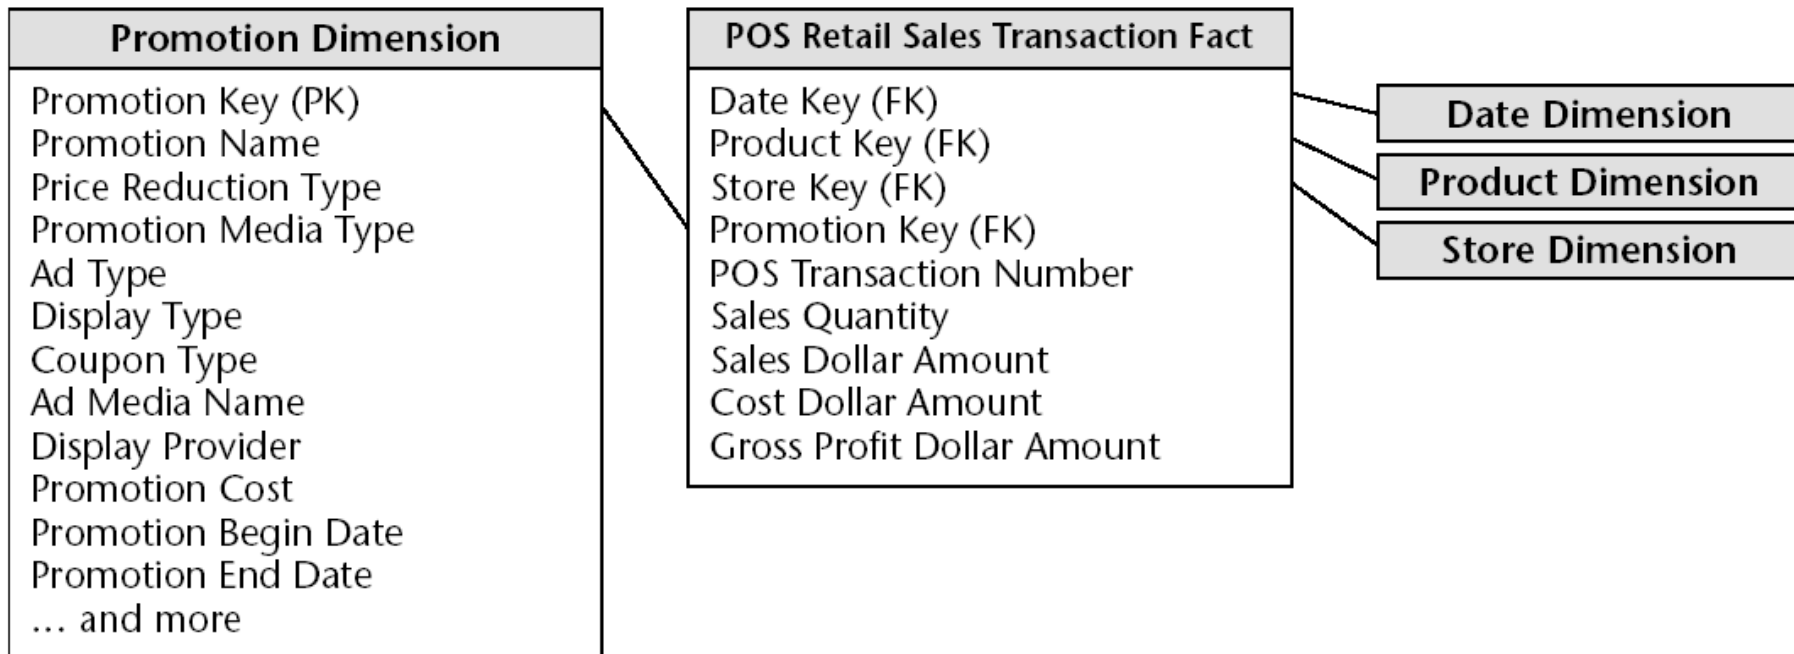 Promotion Dimension
Promotion Key (PK)
Promotion Name
Price Reduction Type
Promotion Media Type
Ad Type
Display Type
Coupon Type
Ad Media Name
Display Provider
Promotion Cost
Promotion Begin Date
Promotion End Date
... and more
POS Retail Sales Transaction Fact
Date Key (FK)
Product Key (FK)
Store Key (FK)
Promotion Key (FK)
POS Transaction Number
Sales Quantity
Sales Dollar Amount
Cost Dollar Amount
Gross Profit Dollar Amount
Date Dimension
Product Dimension
Store Dimension